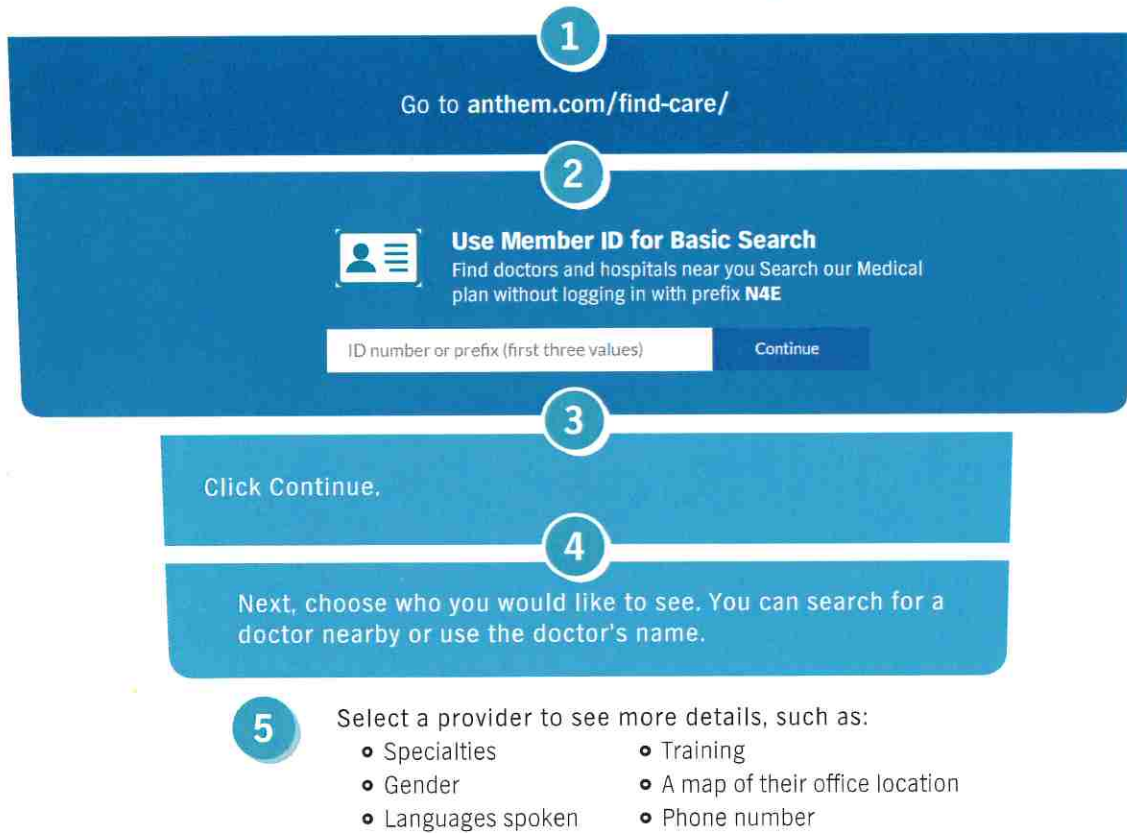 1
Go to anthem.com/find-care/
2
Use Member ID for Basic Search
Find doctors and hospitals near you Search our Medical
plan without logging in with prefix N4E
ID number or prefix (first three values)
Continue
3
Click Continue.
4
Next, choose who you would like to see. You can search for a
doctor nearby or use the doctor's name.
5
Select a provider to see more details, such as:
• Specialties
• Gender
• Languages spoken
• Training
• A map of their office location
• Phone number